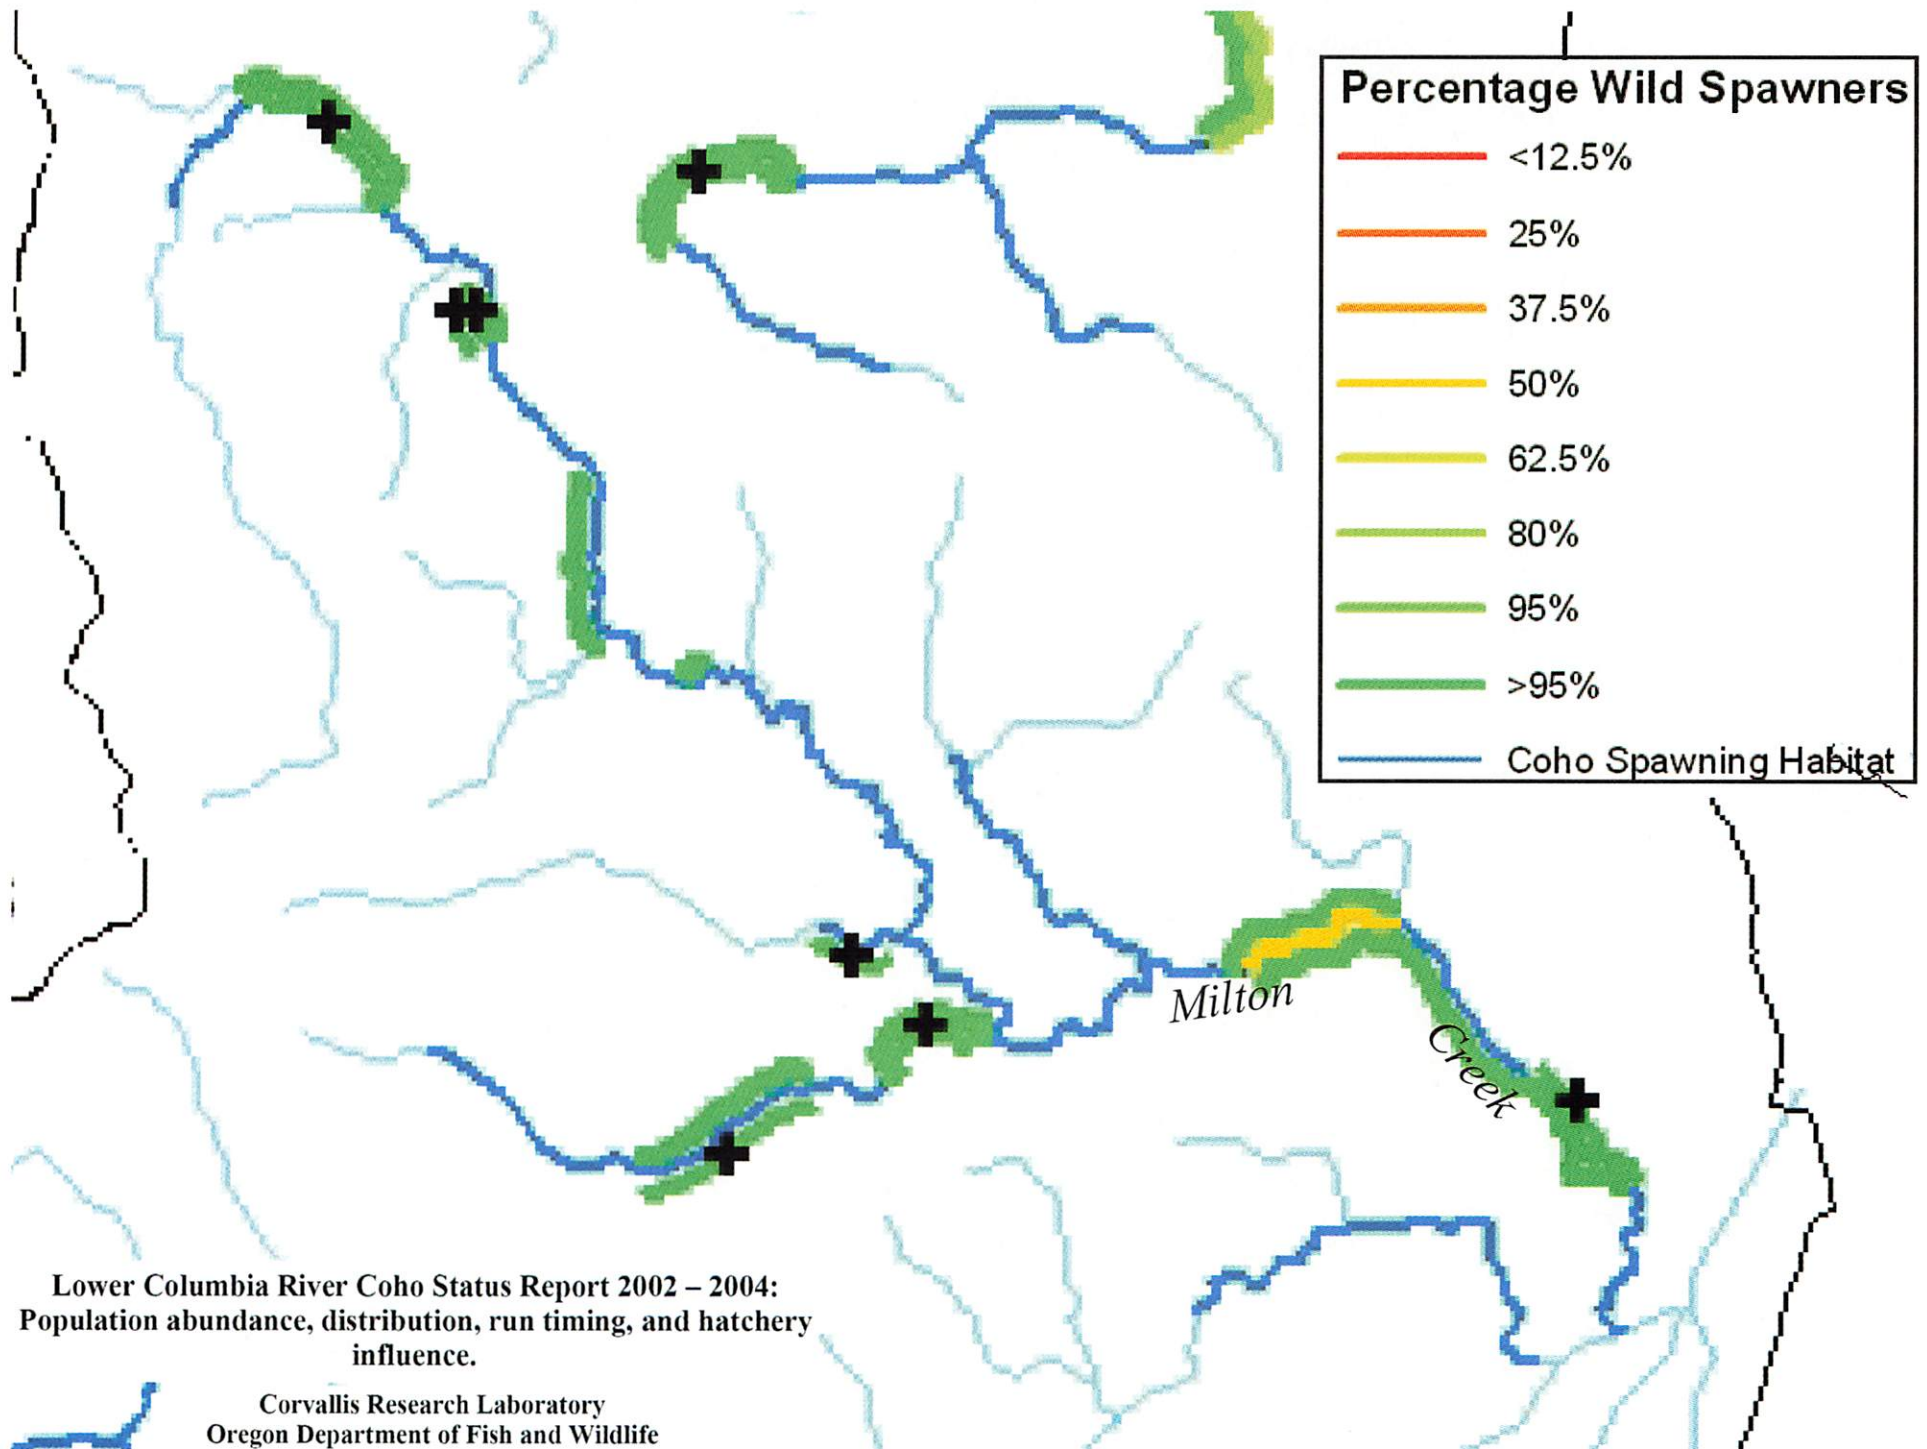 Percentage Wild Spawners
<12.5%
25%
37.5%
50%
62.5%
80%
95%
>95%
Coho Spawning Habitat
Milton
Creek
Lower Columbia River Coho Status Report 2002 – 2004:
Population abundance, distribution, run timing, and hatchery
influence.
Corvallis Research Laboratory
Oregon Department of Fish and Wildlife